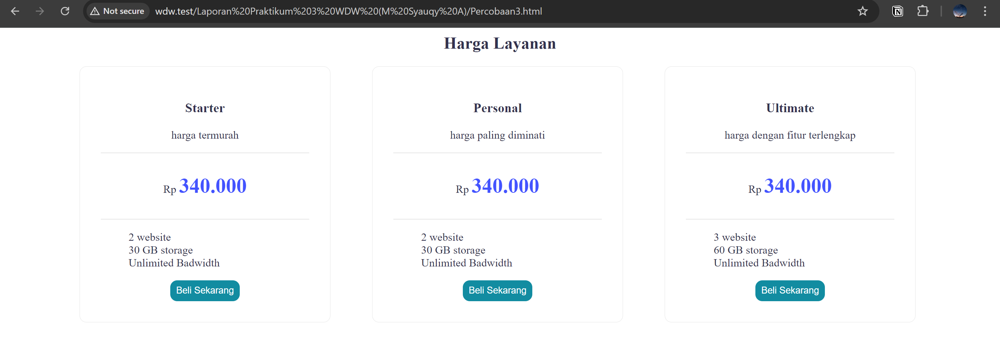 Not secure
wdw.test/Laporan%20Praktikum%203%20WDW%20(M%20Syauqy%20A)/Percobaan3.html
Harga Layanan
Starter
harga termurah
Rp 340.000
2 website
30 GB storage
Unlimited Badwidth
Beli Sekarang
Personal
harga paling diminati
Rp 340.000
2 website
30 GB storage
Unlimited Badwidth
Beli Sekarang
Ultimate
harga dengan fitur terlengkap
Rp 340.000
3 website
60 GB storage
Unlimited Badwidth
Beli Sekarang